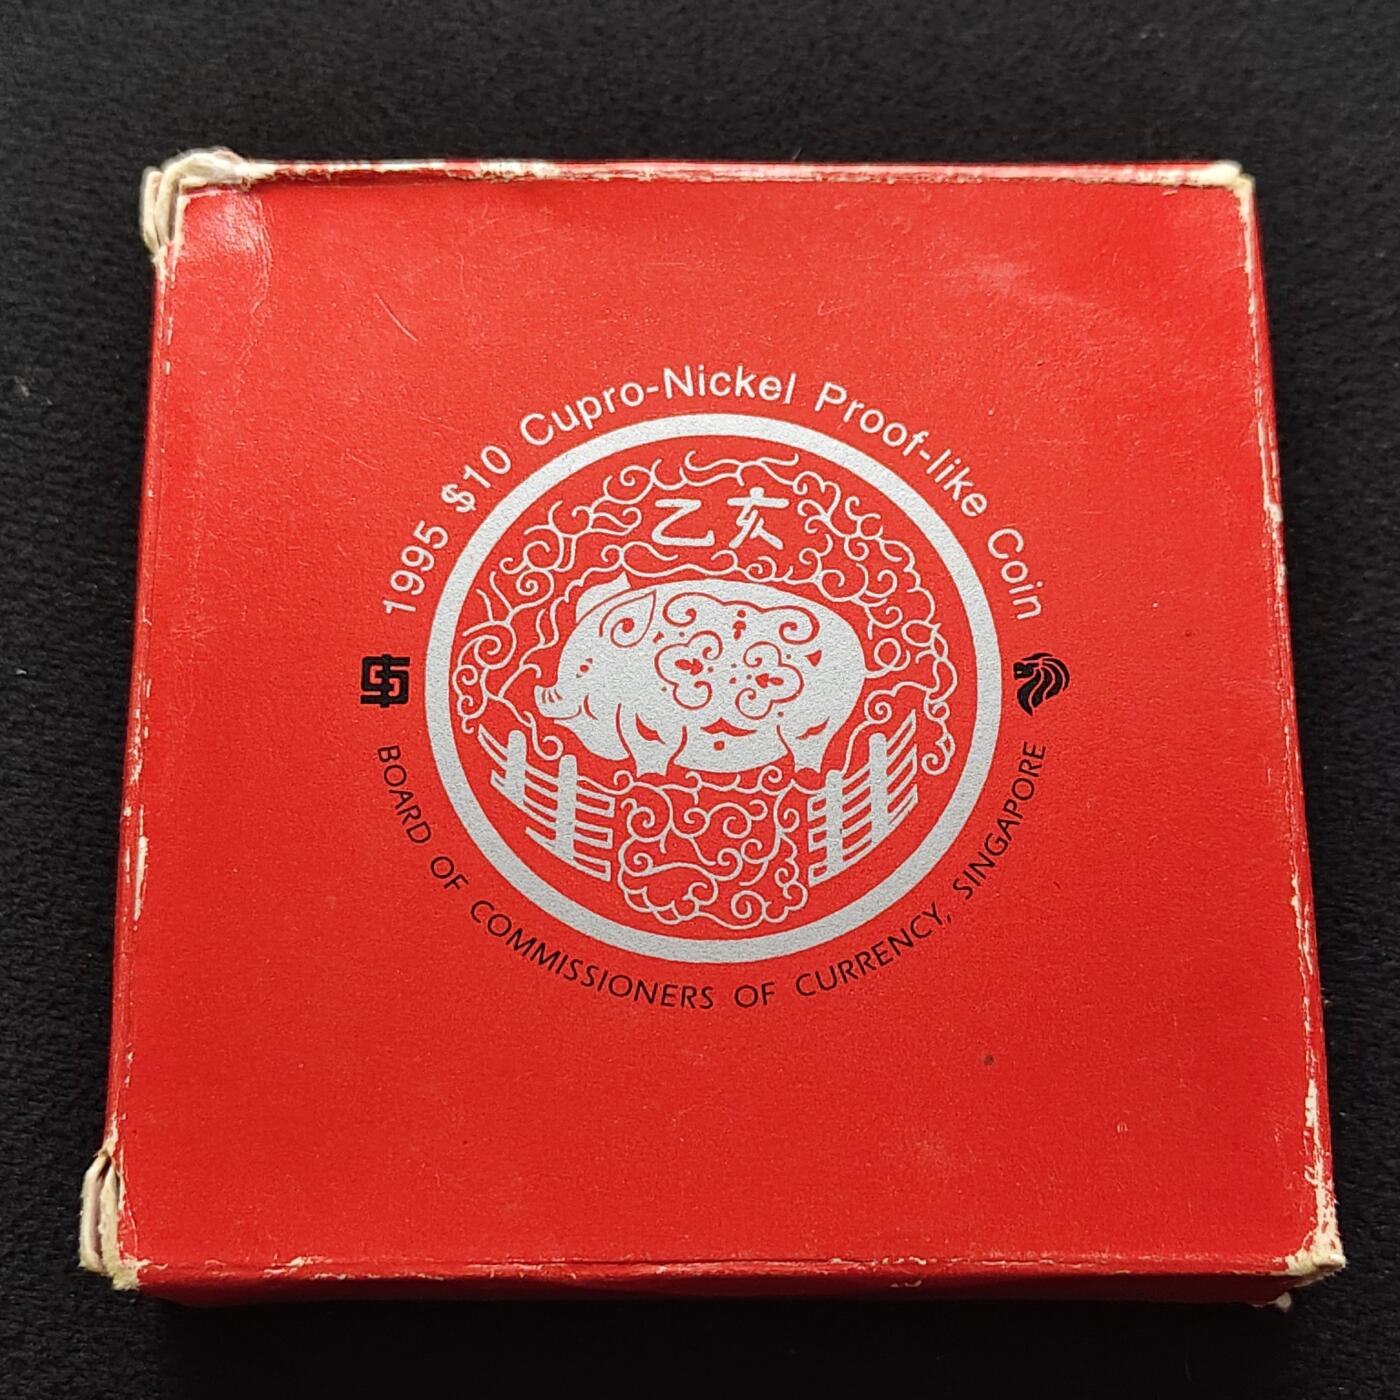 1995 $10 Cupro-Nickel Proof-like Coin
乙亥
BOARD OF COMMISSIONERS OF CURRENCY, SINGAPORE